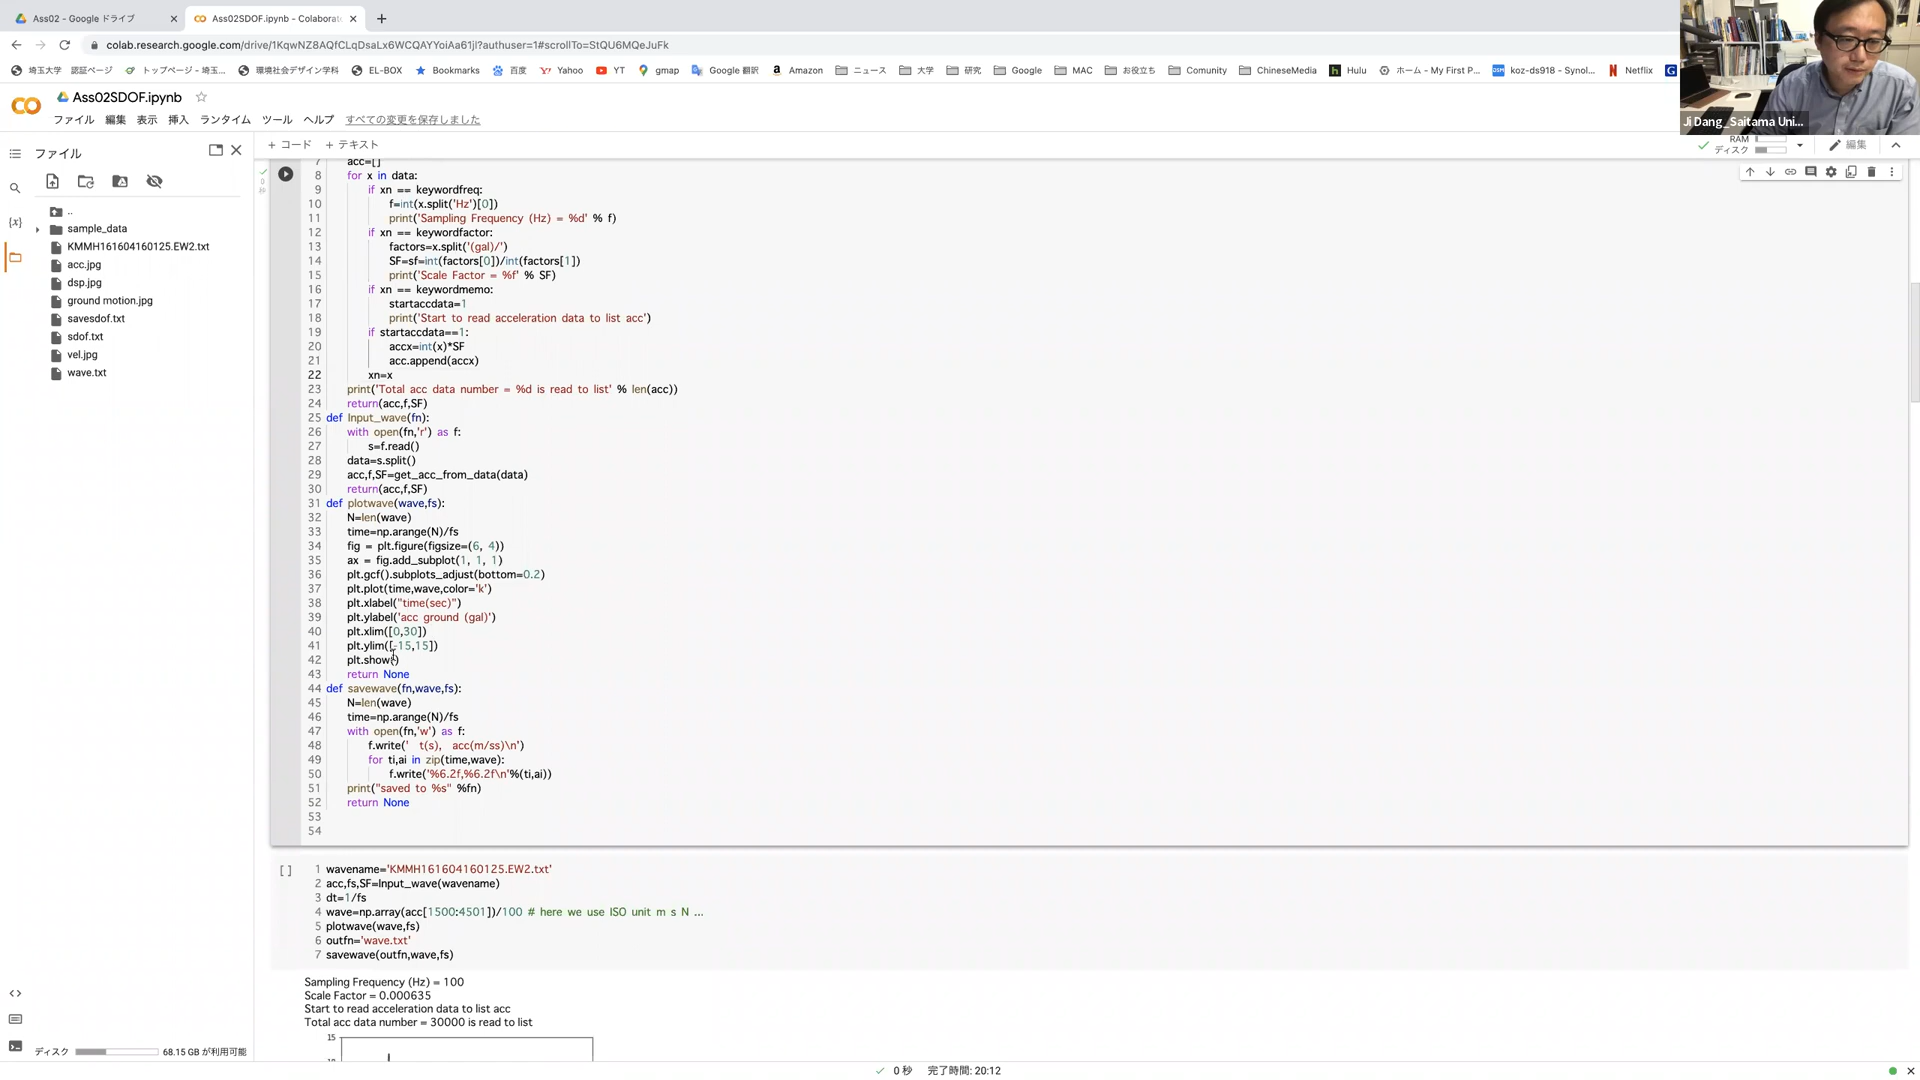 Ass02 - Google ドライブ
Ass02SDOF.ipynb - Colaborat
colab.research.google.com/drive/1KqwNZ8AQfCLqDsaLx6WCQAYYoiAa61jl?authuser=1#scrollTo=StQU6MQeJuFk
埼玉大学 認証ページ
トップページ - 埼玉...
環境社会デザイン学科
EL-BOX
Bookmarks
百度
Yahoo
YT
gmap
Google 翻訳
Amazon
ニュース
大学
研究
Google
MAC
お役立ち
Comunity
ChineseMedia
Hulu
ホーム - My First P...
koz-ds918 - Synol...
Netflix
Ji Dang_Saitama Uni...
Ass02SDOF.ipynb
ファイル 編集 表示 挿入 ランタイム ツール ヘルプ すべての変更を保存しました
RAM
ディスク
編集
ファイル
+ コード + テキスト
..
sample_data
KMMH161604160125.EW2.txt
acc.jpg
dsp.jpg
ground motion.jpg
savesdof.txt
sdof.txt
vel.jpg
wave.txt
ディスク 68.15 GB が利用可能
7 acc=[]
8 for x in data:
9 if xn == keywordfreq:
10 f=int(x.split('Hz')[0])
11 print('Sampling Frequency (Hz) = %d' % f)
12 if xn == keywordfactor:
13 factors=x.split('(gal)/')
14 SF=sf=int(factors[0])/int(factors[1])
15 print('Scale Factor = %f' % SF)
16 if xn == keywordmemo:
17 startaccdata=1
18 print('Start to read acceleration data to list acc')
19 if startaccdata==1:
20 accx=int(x)*SF
21 acc.append(accx)
22 xn=x
23 print('Total acc data number = %d is read to list' % len(acc))
24 return(acc,f,SF)
25 def Input_wave(fn):
26 with open(fn,'r') as f:
27 s=f.read()
28 data=s.split()
29 acc,f,SF=get_acc_from_data(data)
30 return(acc,f,SF)
31 def plotwave(wave,fs):
32 N=len(wave)
33 time=np.arange(N)/fs
34 fig = plt.figure(figsize=(6, 4))
35 ax = fig.add_subplot(1, 1, 1)
36 plt.gcf().subplots_adjust(bottom=0.2)
37 plt.plot(time,wave,color='k')
38 plt.xlabel("time(sec)")
39 plt.ylabel('acc ground (gal)')
40 plt.xlim([0,30])
41 plt.ylim([-15,15])
42 plt.show()
43 return None
44 def savewave(fn,wave,fs):
45 N=len(wave)
46 time=np.arange(N)/fs
47 with open(fn,'w') as f:
48 f.write(' t(s), acc(m/ss)\n')
49 for ti,ai in zip(time,wave):
50 f.write('%6.2f,%6.2f\n'%(ti,ai))
51 print("saved to %s" %fn)
52 return None
53
54
[ ]
1 wavename='KMMH161604160125.EW2.txt'
2 acc,fs,SF=Input_wave(wavename)
3 dt=1/fs
4 wave=np.array(acc[1500:4501])/100 # here we use ISO unit m s N ...
5 plotwave(wave,fs)
6 outfn='wave.txt'
7 savewave(outfn,wave,fs)
Sampling Frequency (Hz) = 100
Scale Factor = 0.000635
Start to read acceleration data to list acc
Total acc data number = 30000 is read to list
15
0 秒 完了時間: 20:12